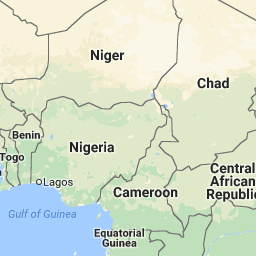 Niger
Chad
Benin
Nigeria
Togo
Lagos
Central
African
Republic
Cameroon
Gulf of Guinea
Equatorial
Guinea